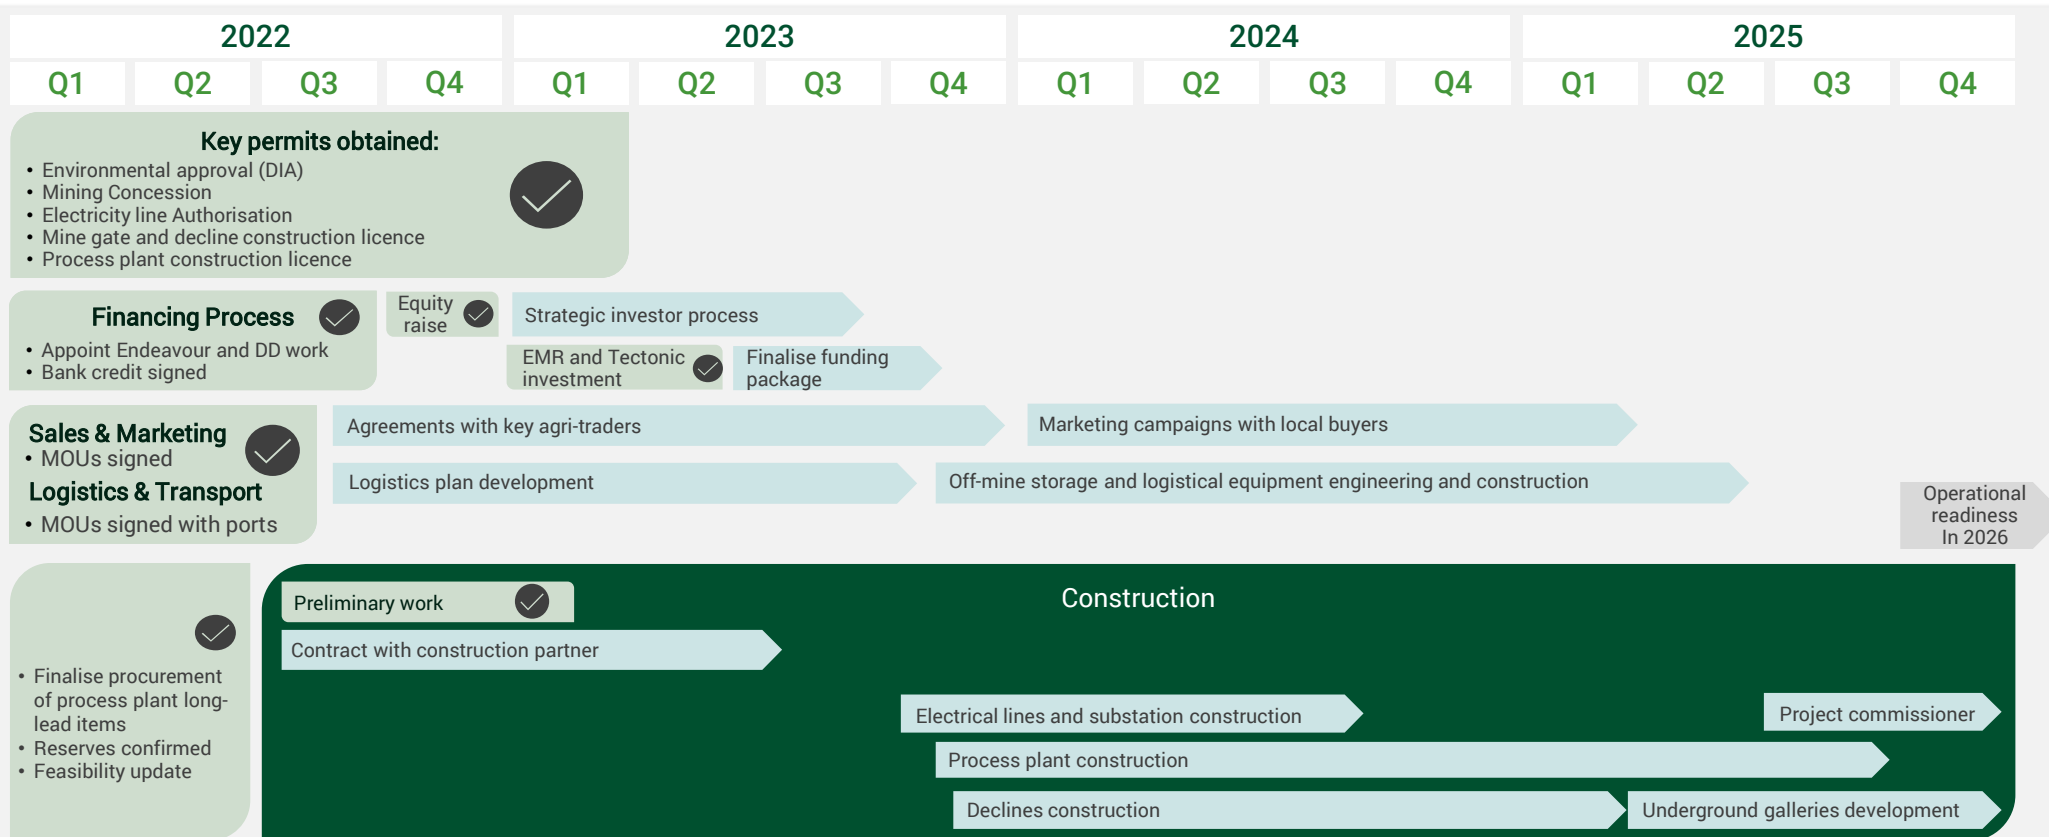 2022
2023
2024
2025
Q1
Q2
Q3
Q4
Q1
Q2
Q3
Q4
Q1
Q2
Q3
Q4
Q1
Q2
Q3
Q4
Key permits obtained:
• Environmental approval (DIA)
• Mining Concession
• Electricity line Authorisation
• Mine gate and decline construction licence
• Process plant construction licence
Financing Process
• Appoint Endeavour and DD work
• Bank credit signed
Equity
raise
Strategic investor process
EMR and Tectonic
investment
Finalise funding
package
Sales & Marketing
• MOUs signed
Logistics & Transport
• MOUs signed with ports
Agreements with key agri-traders
Marketing campaigns with local buyers
Logistics plan development
Off-mine storage and logistical equipment engineering and construction
Operational
readiness
In 2026
• Finalise procurement
of process plant long-
lead items
• Reserves confirmed
• Feasibility update
Construction
Preliminary work
Contract with construction partner
Electrical lines and substation construction
Project commissioner
Process plant construction
Declines construction
Underground galleries development